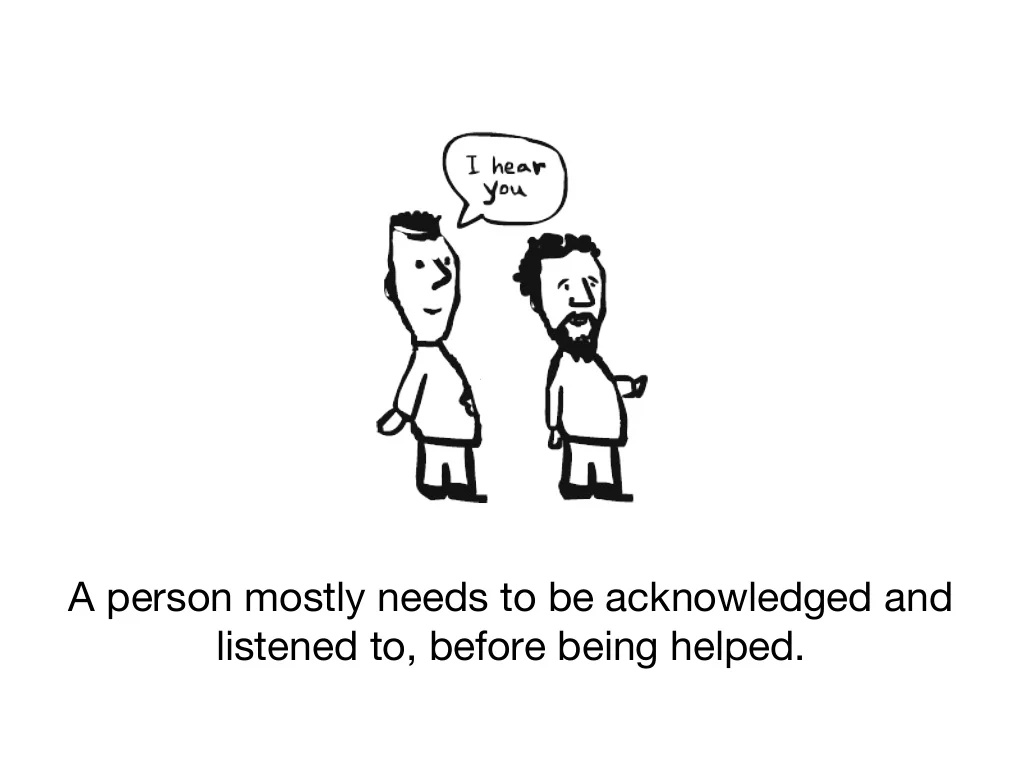 I hear
you
A person mostly needs to be acknowledged and
listened to, before being helped.